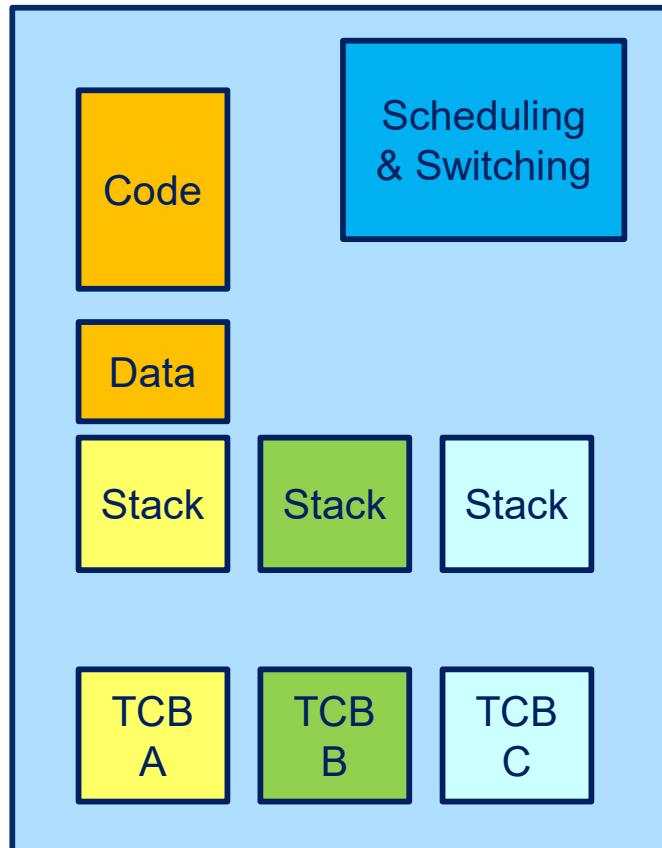 Scheduling
& Switching
Code
Data
Stack
Stack
Stack
TCB
A
TCB
B
TCB
C